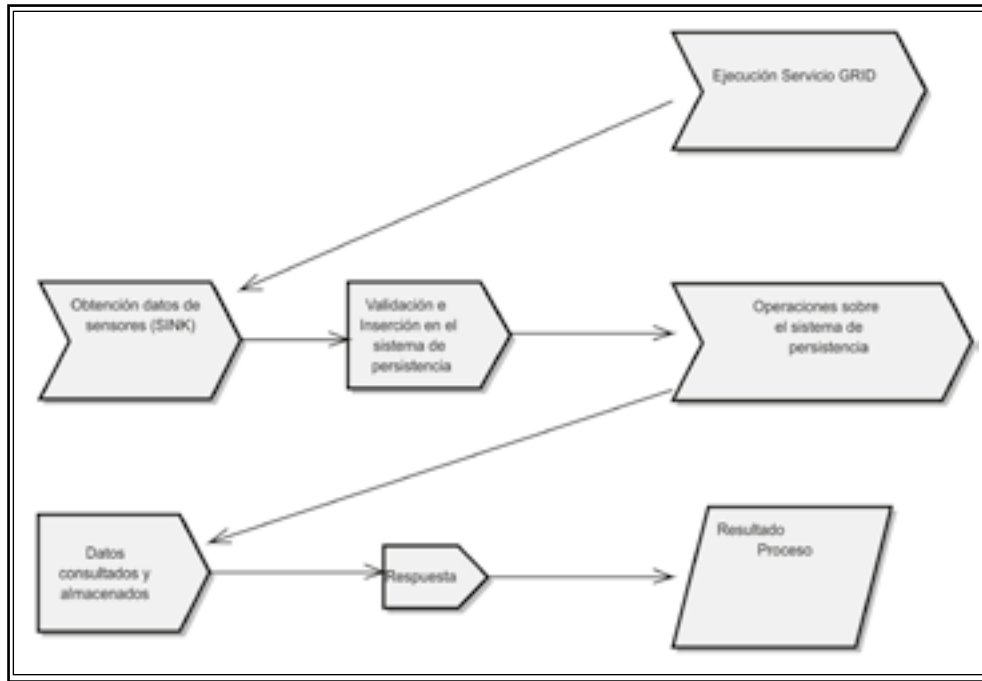 Ejecución Servicio GRID
Obtención datos de
sensores (SINK)
Validación e
Inserción en el
sistema de
persistencia
Operaciones sobre
el sistema de
persistencia
Datos
consultados y
almacenados
Respuesta
Resultado
Proceso